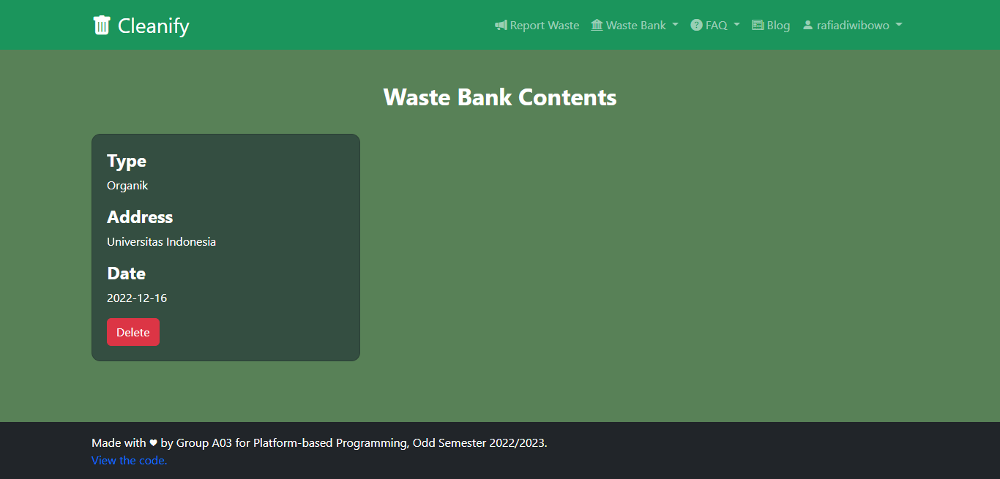 Cleanify
Report Waste Waste Bank FAQ Blog rafiadiwibowo
Waste Bank Contents
Type
Organik
Address
Universitas Indonesia
Date
2022-12-16
Delete
Made with ♥ by Group A03 for Platform-based Programming, Odd Semester 2022/2023.
View the code.